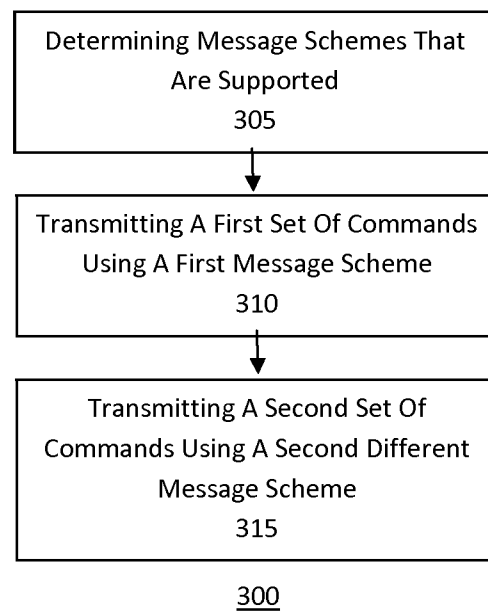 Determining Message Schemes That
Are Supported
305
Transmitting A First Set Of Commands
Using A First Message Scheme
310
Transmitting A Second Set Of
Commands Using A Second Different
Message Scheme
315
300